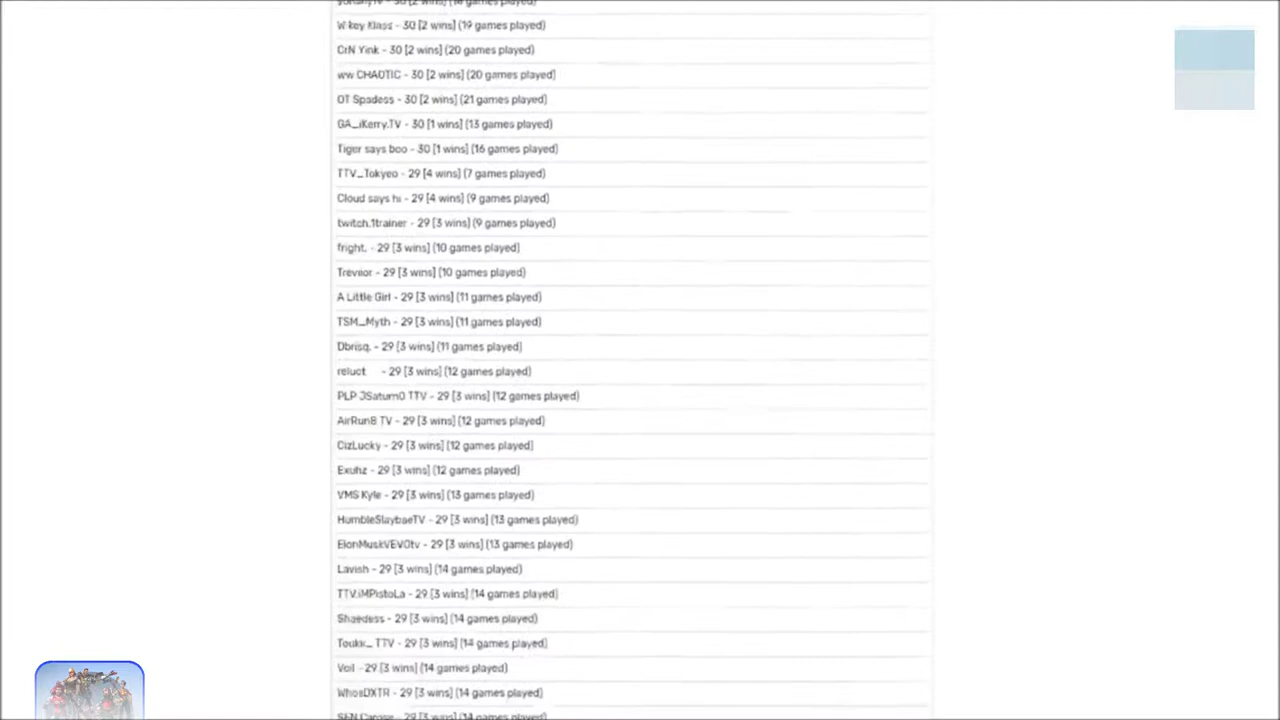 W-key Klass - 30 [2 wins] (19 games played)
CrN Yink - 30 [2 wins] (20 games played)
ww CHAOTIC - 30 [2 wins] (20 games played)
OT Spadess - 30 [2 wins] (21 games played)
GA_iKerry.TV - 30 [1 wins] (13 games played)
Tiger says boo - 30 [1 wins] (16 games played)
TTV_Tokyeo - 29 [4 wins] (7 games played)
Cloud says hi - 29 [4 wins] (9 games played)
twitch.1trainer - 29 [3 wins] (9 games played)
fright. - 29 [3 wins] (10 games played)
Treviior - 29 [3 wins] (10 games played)
A Little Girl - 29 [3 wins] (11 games played)
TSM_Myth - 29 [3 wins] (11 games played)
Dbrisq. - 29 [3 wins] (11 games played)
reluct - 29 [3 wins] (12 games played)
PLP JSaturn0 TTV - 29 [3 wins] (12 games played)
AirRun8 TV - 29 [3 wins] (12 games played)
CizLucky - 29 [3 wins] (12 games played)
Exuhz - 29 [3 wins] (12 games played)
VMS Kyle - 29 [3 wins] (13 games played)
HumbleSlaybaeTV - 29 [3 wins] (13 games played)
ElonMuskVEVOtv - 29 [3 wins] (13 games played)
Lavish - 29 [3 wins] (14 games played)
TTV.iMPistoLa - 29 [3 wins] (14 games played)
Shaedess - 29 [3 wins] (14 games played)
Toukk_ TTV - 29 [3 wins] (14 games played)
- 29 [3 wins] (14 games played)
WhosDXTR - 29 [3 wins] (14 games played)